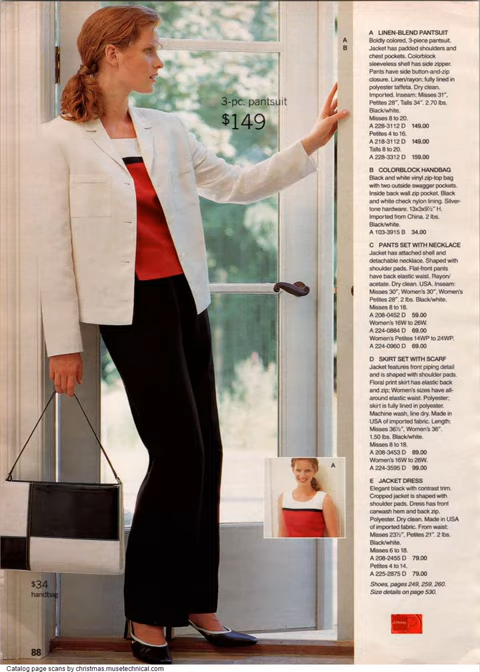 A
B
3-pc. pantsuit
$149
A
$34
handbag
88
A LINEN-BLEND PANTSUIT
Boldly colored, 3-piece pantsuit.
Jacket has padded shoulders and
chest pockets. Colorblock
sleeveless shell has side zipper.
Pants have side button-and-zip
closure. Linen/rayon; fully lined in
polyester taffeta. Dry clean.
Imported. Inseam: Misses 31",
Petites 28", Talls 34". 2.70 lbs.
Black/white.
Misses 8 to 20.
A 228-3112 D 149.00
Petites 4 to 16.
A 218-3112 D 149.00
Talls 8 to 20.
A 228-3312 D 159.00
B COLORBLOCK HANDBAG
Black and white vinyl zip-top bag
with two outside swagger pockets.
Inside back wall zip pocket. Black
and white check nylon lining. Silver-
tone hardware. 13x3x9½" H.
Imported from China. 2 lbs.
Black/white.
A 103-3915 B 34.00
C PANTS SET WITH NECKLACE
Jacket has attached shell and
detachable necklace. Shaped with
shoulder pads. Flat-front pants
have back elastic waist. Rayon/
acetate. Dry clean. USA. Inseam:
Misses 30", Women's 30", Women's
Petites 28". 2 lbs. Black/white.
Misses 8 to 18.
A 208-0452 D 59.00
Women's 16W to 26W.
A 224-0884 D 69.00
Women's Petites 14WP to 24WP.
A 224-0960 D 69.00
D SKIRT SET WITH SCARF
Jacket features front piping detail
and is shaped with shoulder pads.
Floral print skirt has elastic back
and zip; Women's sizes have all-
around elastic waist. Polyester;
skirt is fully lined in polyester.
Machine wash, line dry. Made in
USA of imported fabric. Length:
Misses 36½", Women's 36".
1.50 lbs. Black/white.
Misses 8 to 18.
A 208-3453 D 89.00
Women's 16W to 26W.
A 224-3595 D 99.00
E JACKET DRESS
Elegant black with contrast trim.
Cropped jacket is shaped with
shoulder pads. Dress has front
carwash hem and back zip.
Polyester. Dry clean. Made in USA
of imported fabric. From waist:
Misses 23½", Petites 21". 2 lbs.
Black/white.
Misses 6 to 18.
A 208-2455 D 79.00
Petites 4 to 14.
A 225-2875 D 79.00
Shoes, pages 249, 259, 260.
Size details on page 530.
Catalog page scans by christmas.musetechnical.com